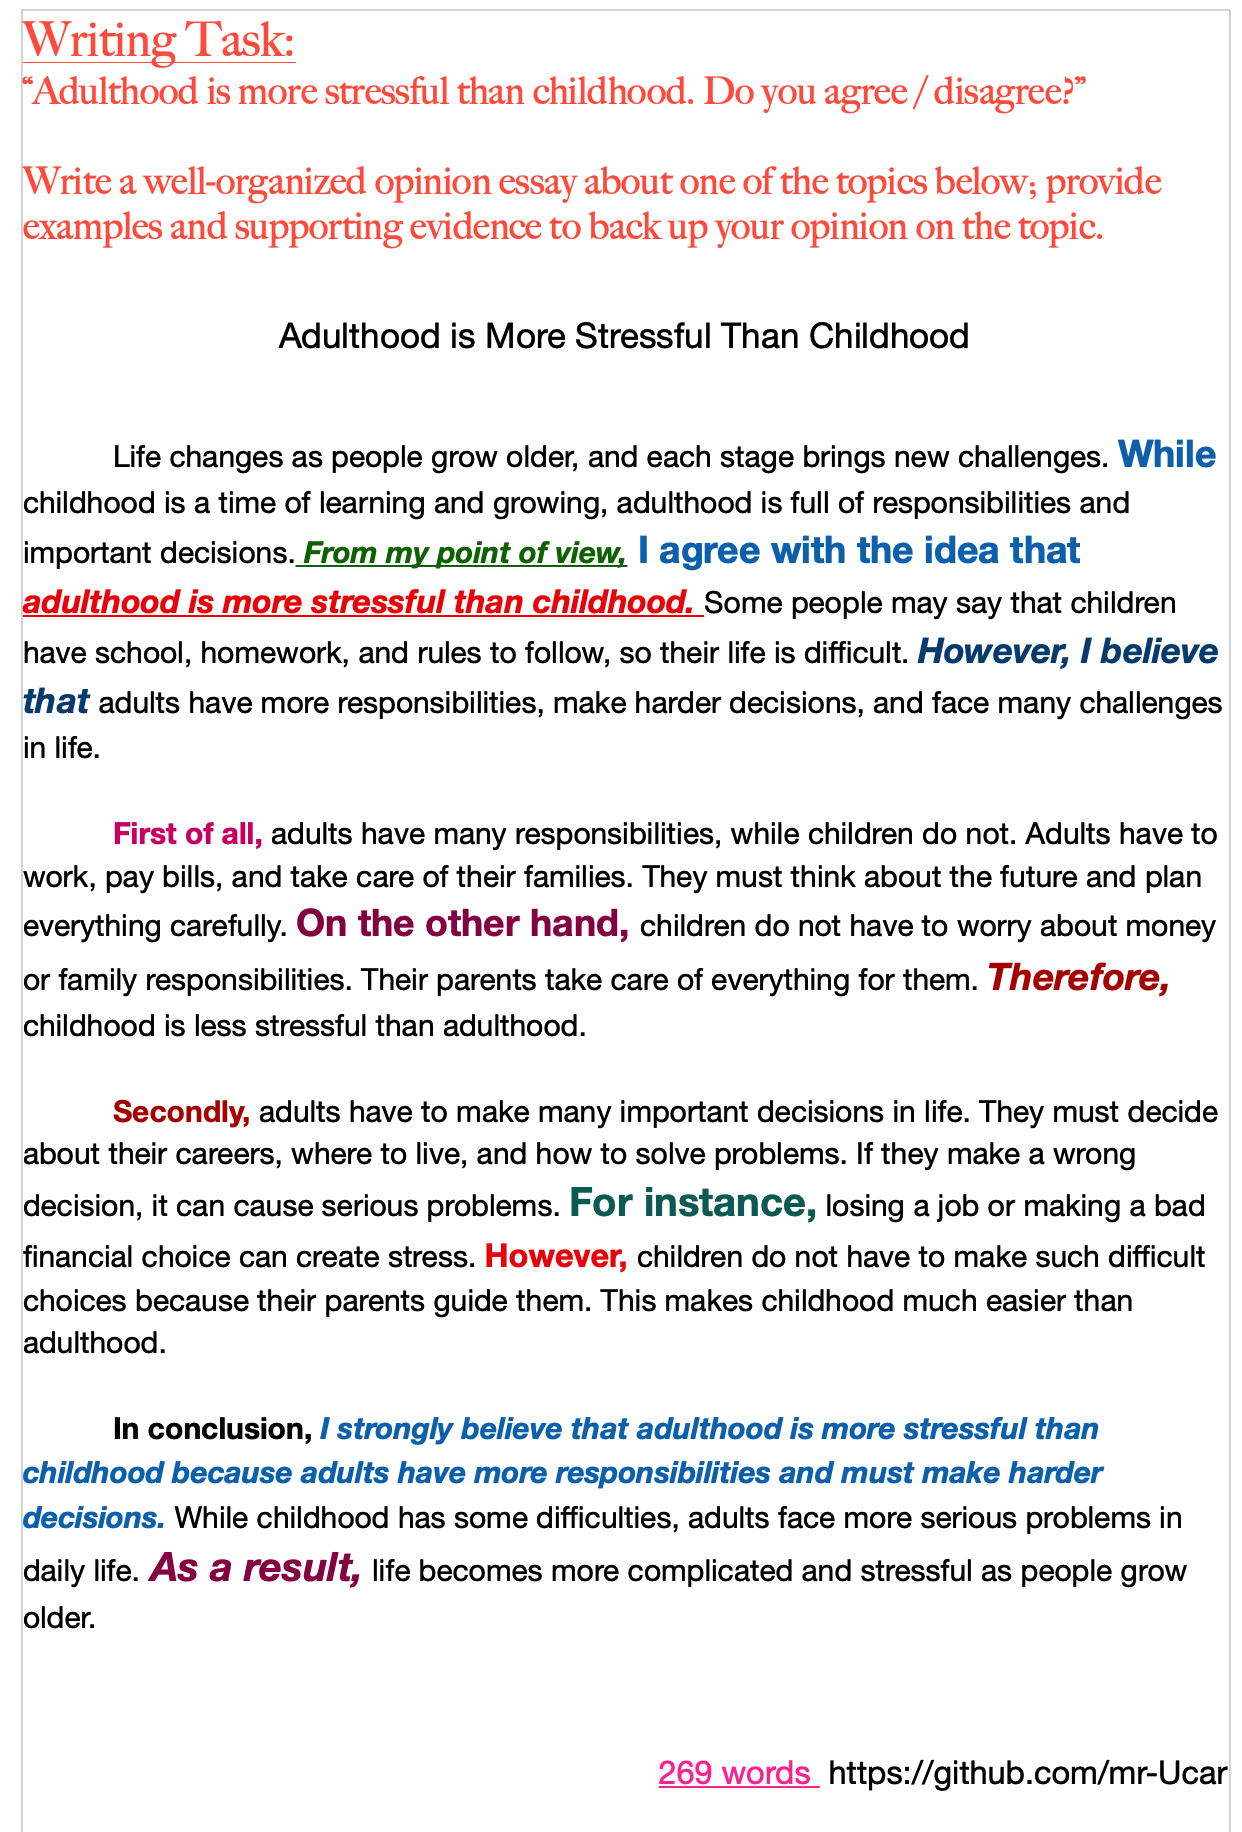 Writing Task:
“Adulthood is more stressful than childhood. Do you agree / disagree?”
Write a well-organized opinion essay about one of the topics below; provide
examples and supporting evidence to back up your opinion on the topic.
Adulthood is More Stressful Than Childhood
Life changes as people grow older, and each stage brings new challenges. While
childhood is a time of learning and growing, adulthood is full of responsibilities and
important decisions. From my point of view, I agree with the idea that
adulthood is more stressful than childhood. Some people may say that children
have school, homework, and rules to follow, so their life is difficult. However, I believe
that adults have more responsibilities, make harder decisions, and face many challenges
in life.
First of all, adults have many responsibilities, while children do not. Adults have to
work, pay bills, and take care of their families. They must think about the future and plan
everything carefully. On the other hand, children do not have to worry about money
or family responsibilities. Their parents take care of everything for them. Therefore,
childhood is less stressful than adulthood.
Secondly, adults have to make many important decisions in life. They must decide
about their careers, where to live, and how to solve problems. If they make a wrong
decision, it can cause serious problems. For instance, losing a job or making a bad
financial choice can create stress. However, children do not have to make such difficult
choices because their parents guide them. This makes childhood much easier than
adulthood.
In conclusion, I strongly believe that adulthood is more stressful than
childhood because adults have more responsibilities and must make harder
decisions. While childhood has some difficulties, adults face more serious problems in
daily life. As a result, life becomes more complicated and stressful as people grow
older.
269 words https://github.com/mr-Ucar